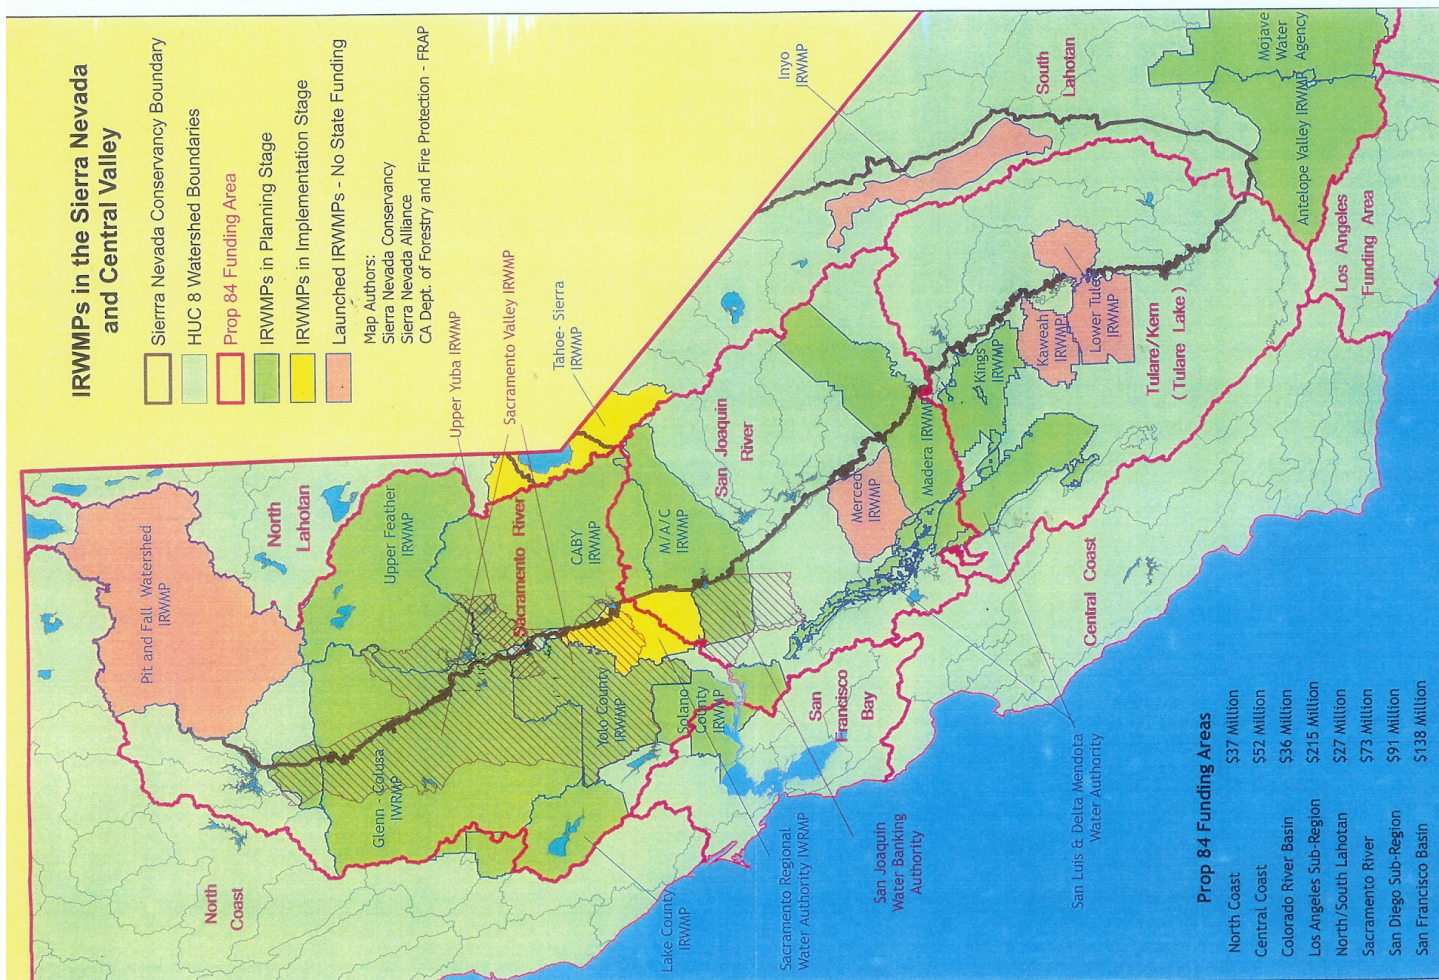 IRWMPs in the Sierra Nevada
and Central Valley
Sierrra Nevada Conservancy Boundary
HUC 8 Watershed Boundaries
Prop 84 Funding Area
IRWMPs in Planning Stage
IRWMPs in Implementation Stage
Launched IRWMPs - No State Funding
Map Authors:
Sierra Nevada Conservancy
Sierra Nevada Alliance
CA Dept. of Forestry and Fire Protection - FRAP
Upper Yuba IRWMP
Sacramento Valley IRWMP
Tahoe- Sierra
IRWMP
Inyo
IRWMP
South
Lahotan
Mojave
Water
Agency
Antelope Valley IRWMP
Los Angeles
Funding Area
Pit and Fall Watershed
IRWMP
North
Lahotan
Upper Feather
IRWMP
Sacramento River
CABY
IRWMP
M/A/C
IRWMP
San Joaquin
River
Merced
IRWMP
Madera IRWMP
Kings
IRWMP
Kaweah
IRWMP
Lower Tule
IRWMP
Tulare/Kern
( Tulare Lake )
Glenn - Colusa
IWRMP
Yolo County
IRWMP
Solano
County
IRWMP
San
Francisco
Bay
Central Coast
North
Coast
Lake County
IRWMP
Sacramento Regional
Water Authority IWRMP
San Joaquin
Water Banking
Authority
San Luis & Delta Mendota
Water Authority
Prop 84 Funding Areas
North Coast $37 Million
Central Coast $52 Million
Colorado River Basin $36 Million
Los Angeles Sub-Region $215 Million
North/South Lahotan $27 Million
Sacramento River $73 Million
San Diego Sub-Region $91 Million
San Francisco Basin $138 Million